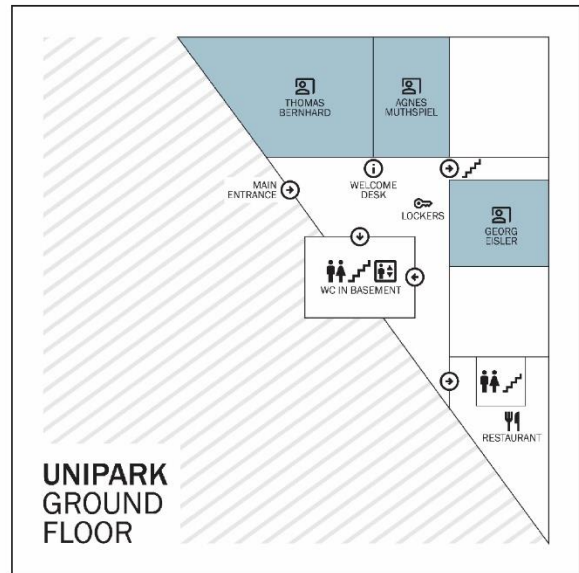 THOMAS
BERNHARD
AGNES
MUTHSPIEL
MAIN
ENTRANCE
WELCOME
DESK
LOCKERS
GEORG
EISLER
WC IN BASEMENT
RESTAURANT
UNIPARK
GROUND
FLOOR